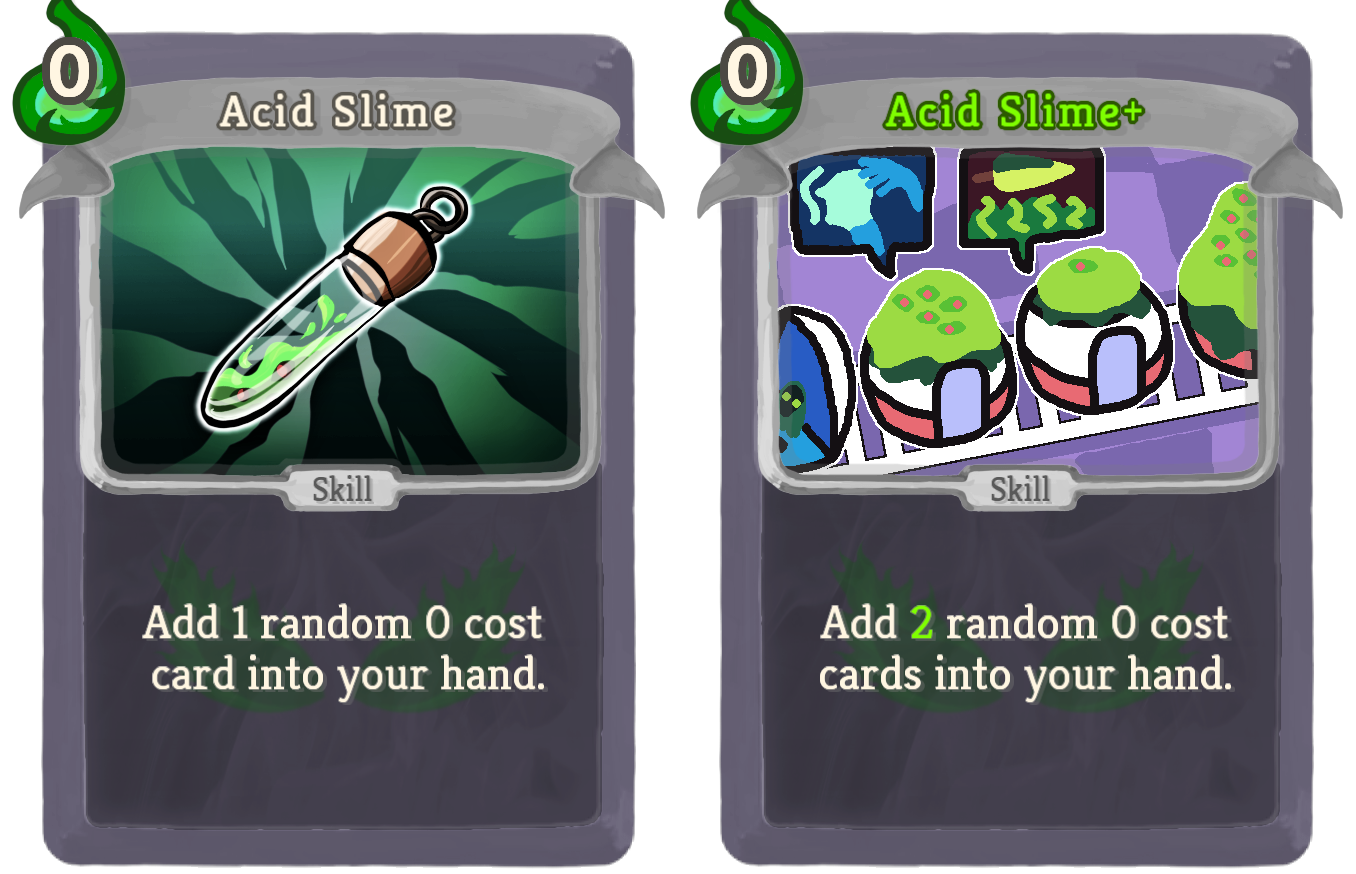 0
Acid Slime
Skill
Add 1 random 0 cost
card into your hand.
0
Acid Slime+
Skill
Add 2 random 0 cost
cards into your hand.